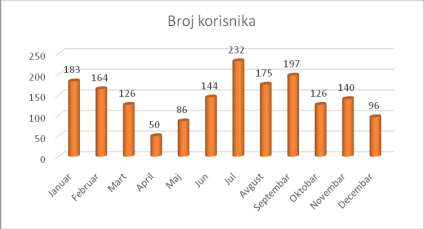 Broj korisnika
250
200
150
100
50
0
183
164
126
50
86
144
232
175
197
126
140
96
Januar
Februar
Mart
April
Maj
Jun
Jul
Avgust
Septembar
Oktobar
Novembar
Decembar